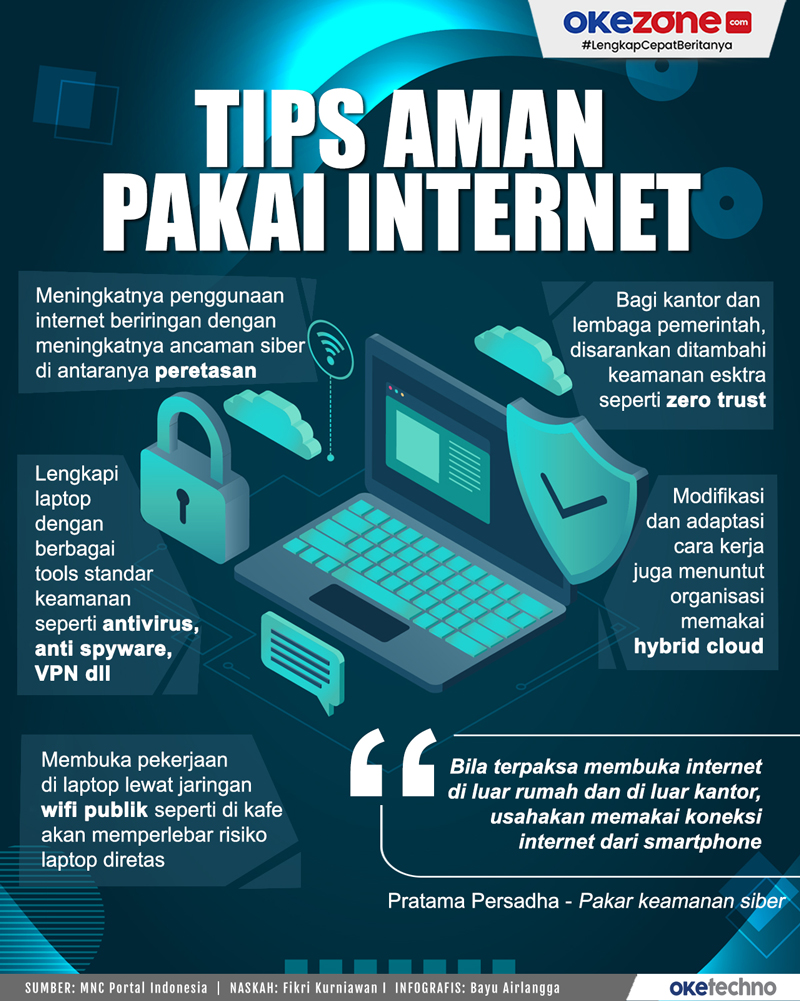 okezone.com
#LengkapCepatBeritanya
TIPS AMAN
PAKAI INTERNET
Meningkatnya penggunaan
internet beriringan dengan
meningkatnya ancaman siber
di antaranya peretasan
Bagi kantor dan
lembaga pemerintah,
disarankan ditambahi
keamanan esktra
seperti zero trust
Lengkapi
laptop
dengan
berbagai
tools standar
keamanan
seperti antivirus,
anti spyware,
VPN dll
Modifikasi
dan adaptasi
cara kerja
juga menuntut
organisasi
memakai
hybrid cloud
Membuka pekerjaan
di laptop lewat jaringan
wifi publik seperti di kafe
akan memperlebar risiko
laptop diretas
“
Bila terpaksa membuka internet
di luar rumah dan di luar kantor,
usahakan memakai koneksi
internet dari smartphone
Pratama Persadha - Pakar keamanan siber
SUMBER: MNC Portal Indonesia | NASKAH: Fikri Kurniawan I INFOGRAFIS: Bayu Airlangga
oketechno